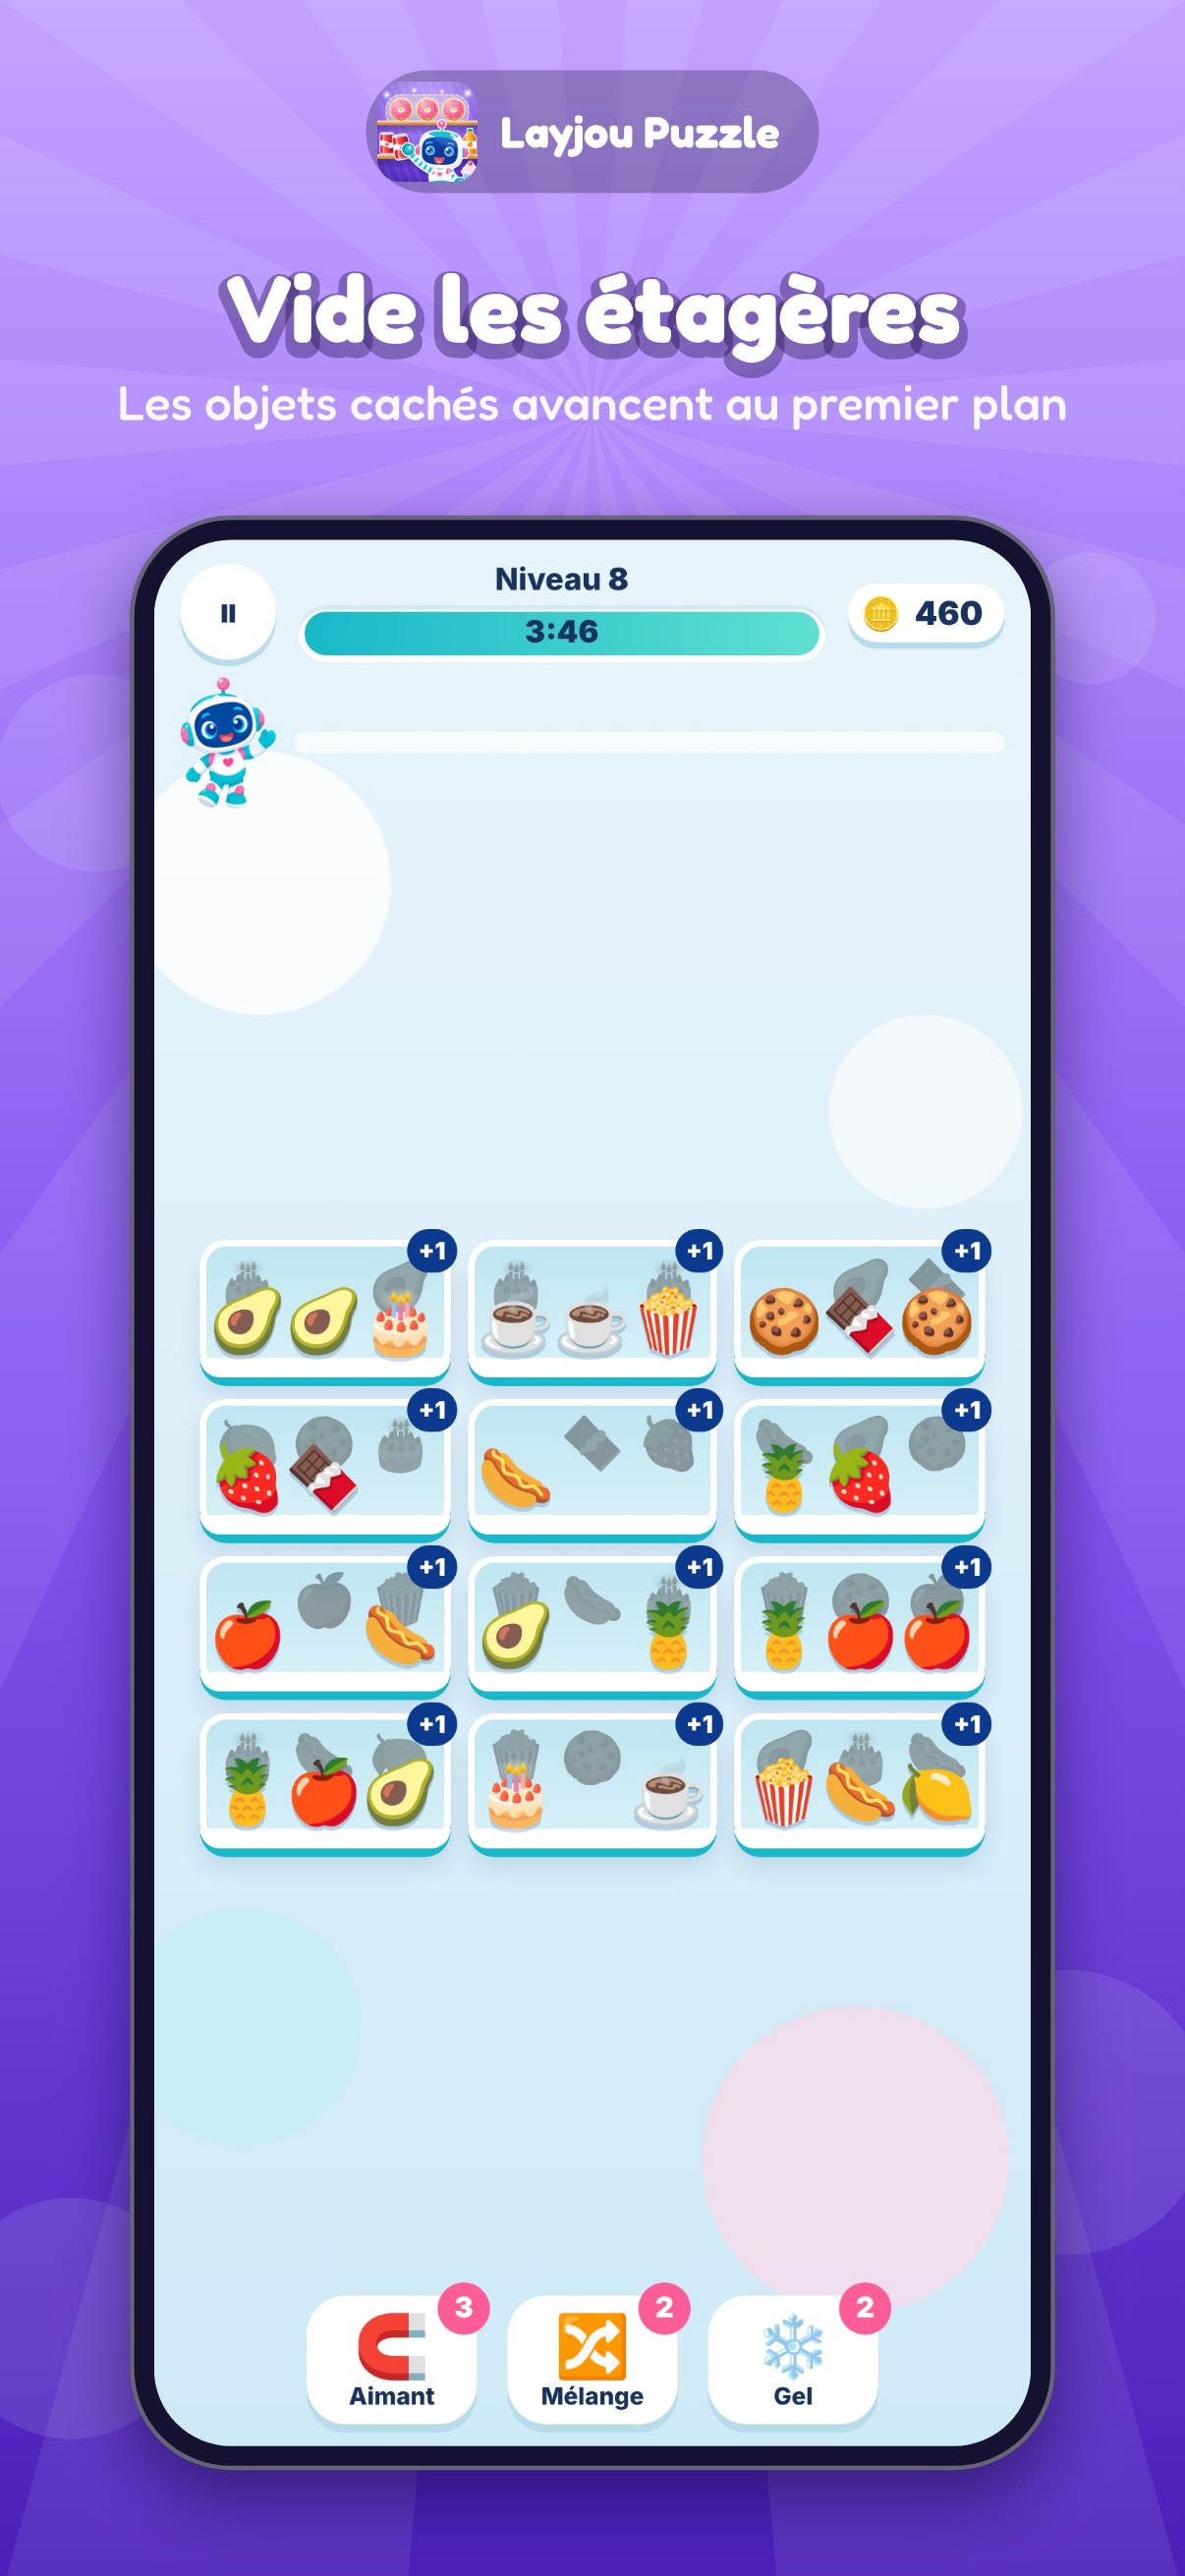 Layjou Puzzle
Vide les étagères
Les objets cachés avancent au premier plan
Niveau 8
3:46
460
+1 +1 +1
+1 +1 +1
+1 +1 +1
+1 +1 +1
3 2 2
Aimant Mélange Gel